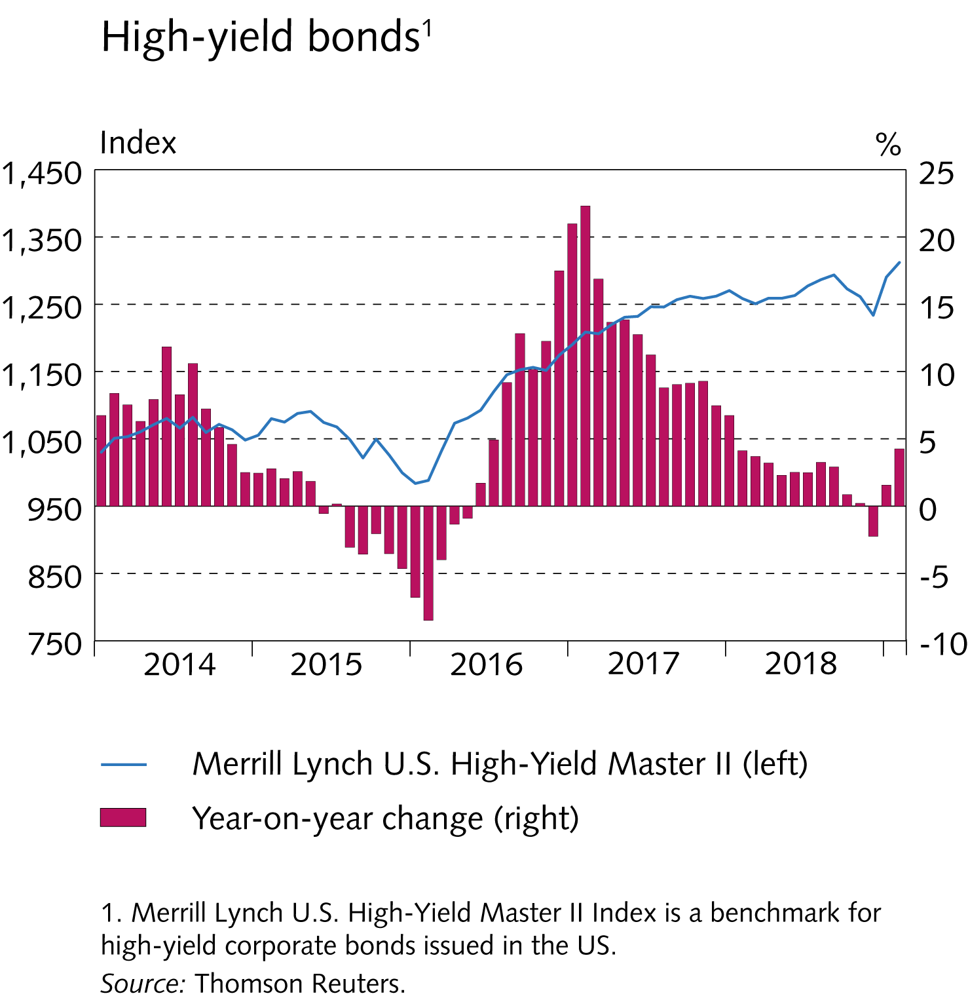 High-yield bonds¹
Index %
1,450 25
1,350 20
1,250 15
1,150 10
1,050 5
950 0
850 -5
750 -10
2014 2015 2016 2017 2018
Merrill Lynch U.S. High-Yield Master II (left)
Year-on-year change (right)
1. Merrill Lynch U.S. High-Yield Master II Index is a benchmark for
high-yield corporate bonds issued in the US.
Source: Thomson Reuters.